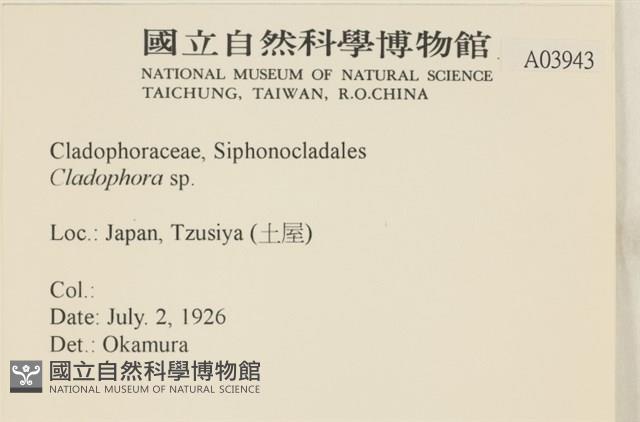 國立自然科學博物館
A03943
NATIONAL MUSEUM OF NATURAL SCIENCE
TAICHUNG, TAIWAN, R.O.CHINA
Cladophoraceae, Siphonocladales
Cladophora sp.
Loc.: Japan, Tzusiya (土屋)
Col.:
Date: July. 2, 1926
Det.: Okamura
國立自然科學博物館
NATIONAL MUSEUM OF NATURAL SCIENCE